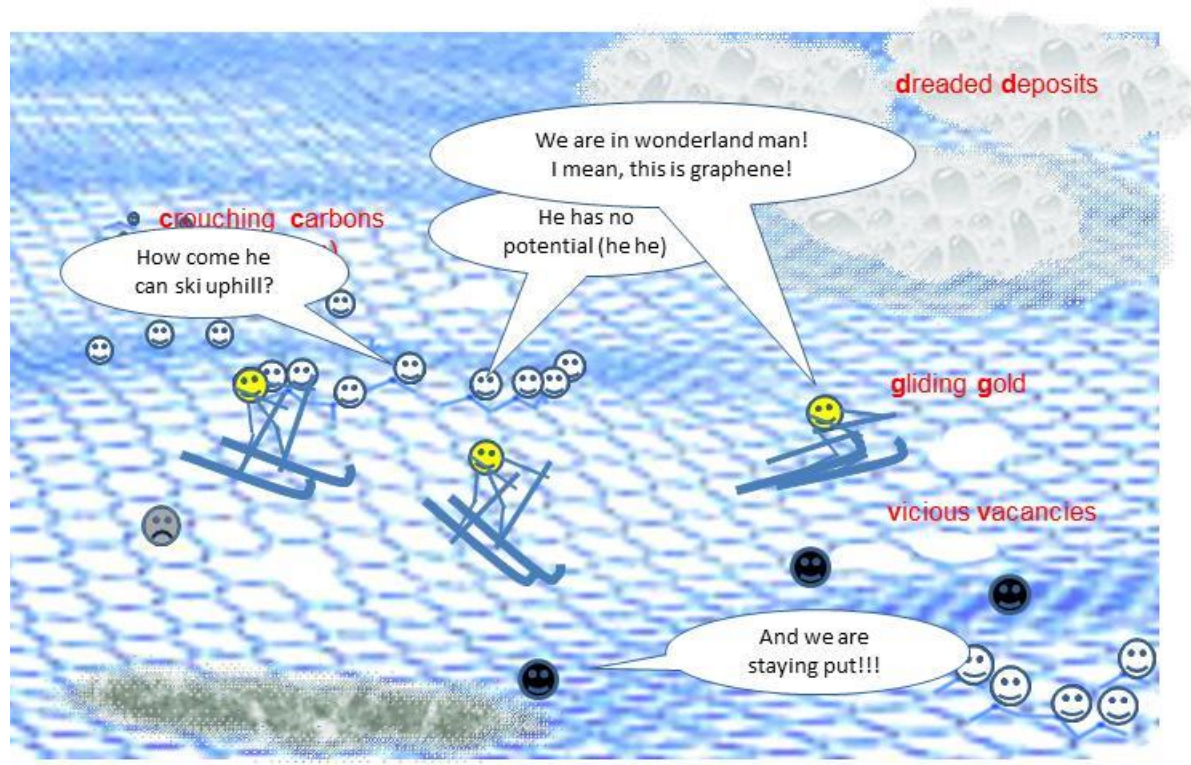 dreaded deposits
We are in wonderland man!
I mean, this is graphene!
crouching carbons
He has no
potential (he he)
How come he
can ski uphill?
gliding gold
vicious vacancies
And we are
staying put!!!